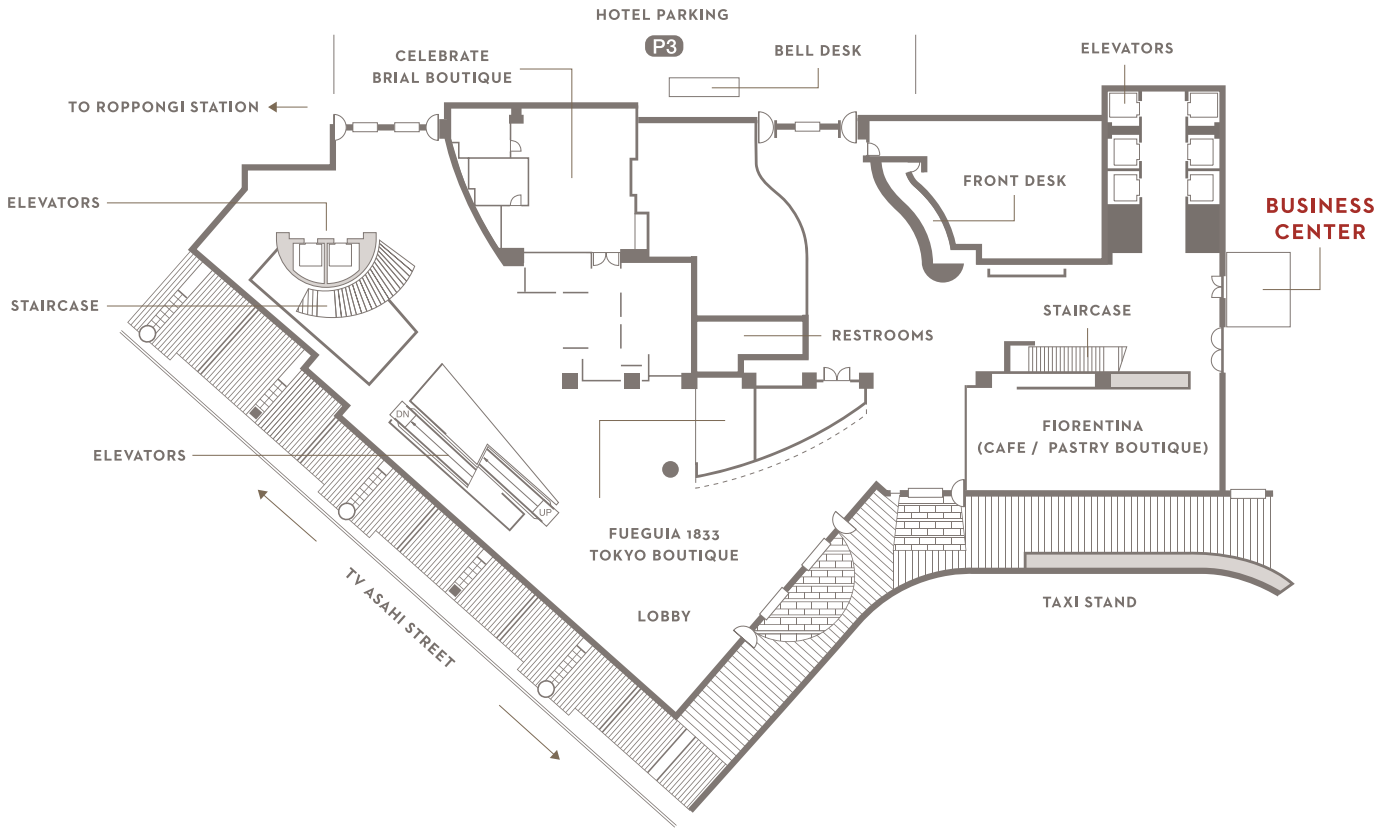 HOTEL PARKING
P3
BELL DESK
ELEVATORS
CELEBRATE
BRIAL BOUTIQUE
TO ROPPONGI STATION
FRONT DESK
ELEVATORS
BUSINESS
CENTER
STAIRCASE
STAIRCASE
RESTROOMS
DN
FIORENTINA
(CAFE / PASTRY BOUTIQUE)
ELEVATORS
UP
FUEGUIA 1833
TOKYO BOUTIQUE
TV ASAHI STREET
LOBBY
TAXI STAND